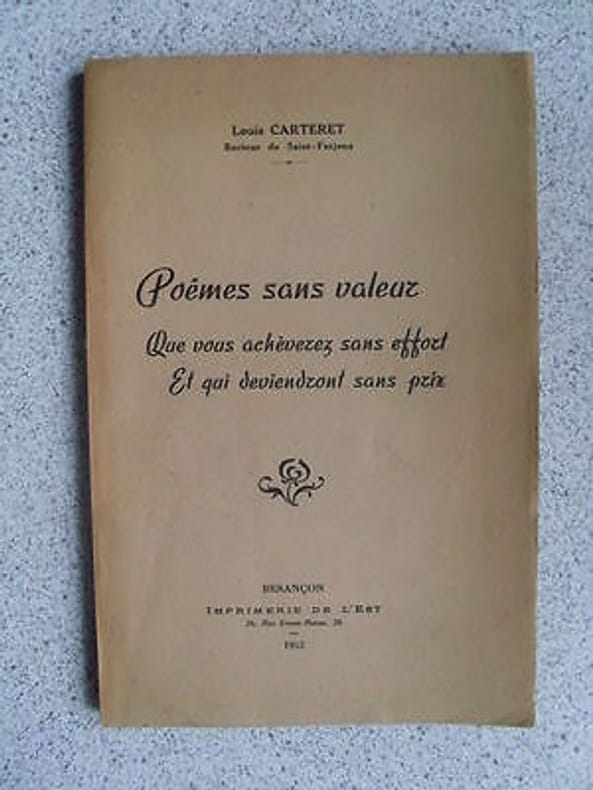 Louis CARTERET
Recteur de Saint-Ferjeux
Poèmes sans valeur
Que vous achèverez sans effort
Et qui deviendront sans prix
BESANÇON
IMPRIMERIE DE L'EST
Rue